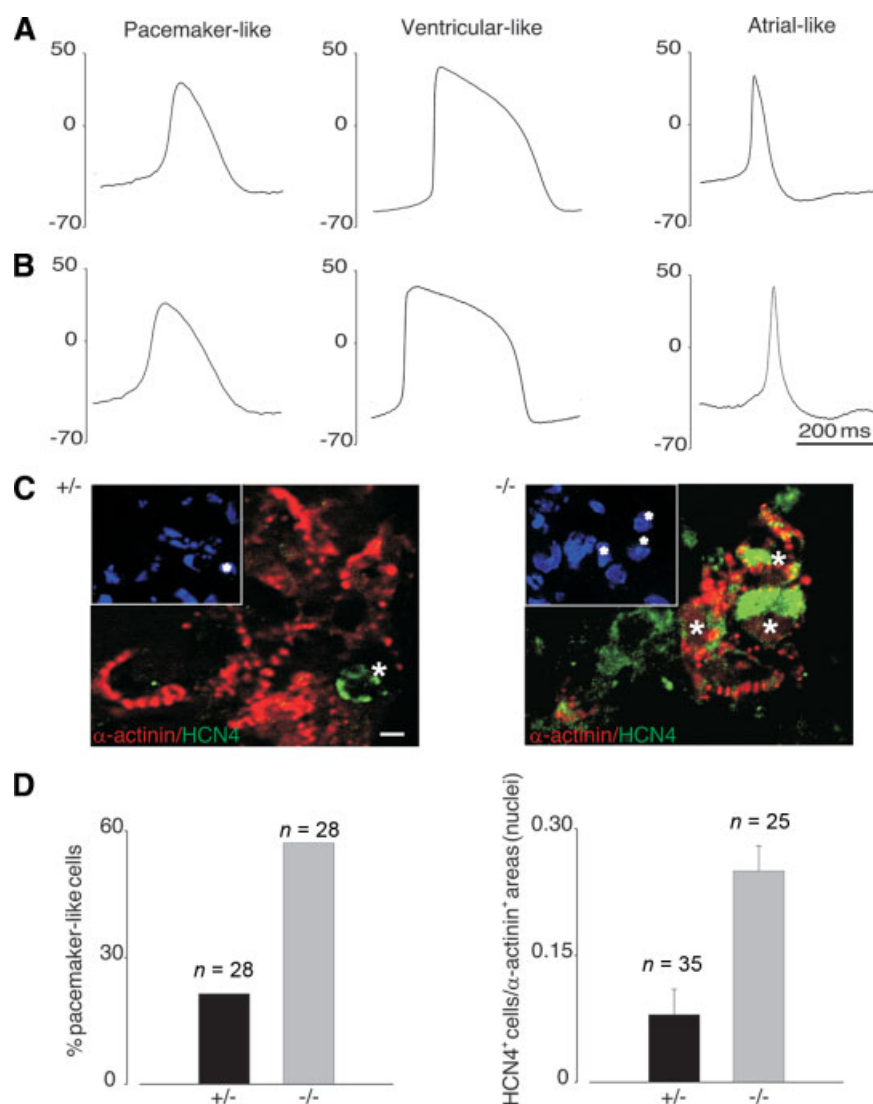 A
Pacemaker-like
Ventricular-like
Atrial-like
50
0
-70
50
0
-70
50
0
-70
B
50
0
-70
50
0
-70
50
0
-70
200 ms
C
+/-
α-actinin/HCN4
-/-
α-actinin/HCN4
D
% pacemaker-like cells
60
30
0
n = 28
n = 28
+/-
-/-
HCN4⁺ cells/α-actinin⁺ areas (nuclei)
0.30
0.15
0
n = 35
n = 25
+/-
-/-